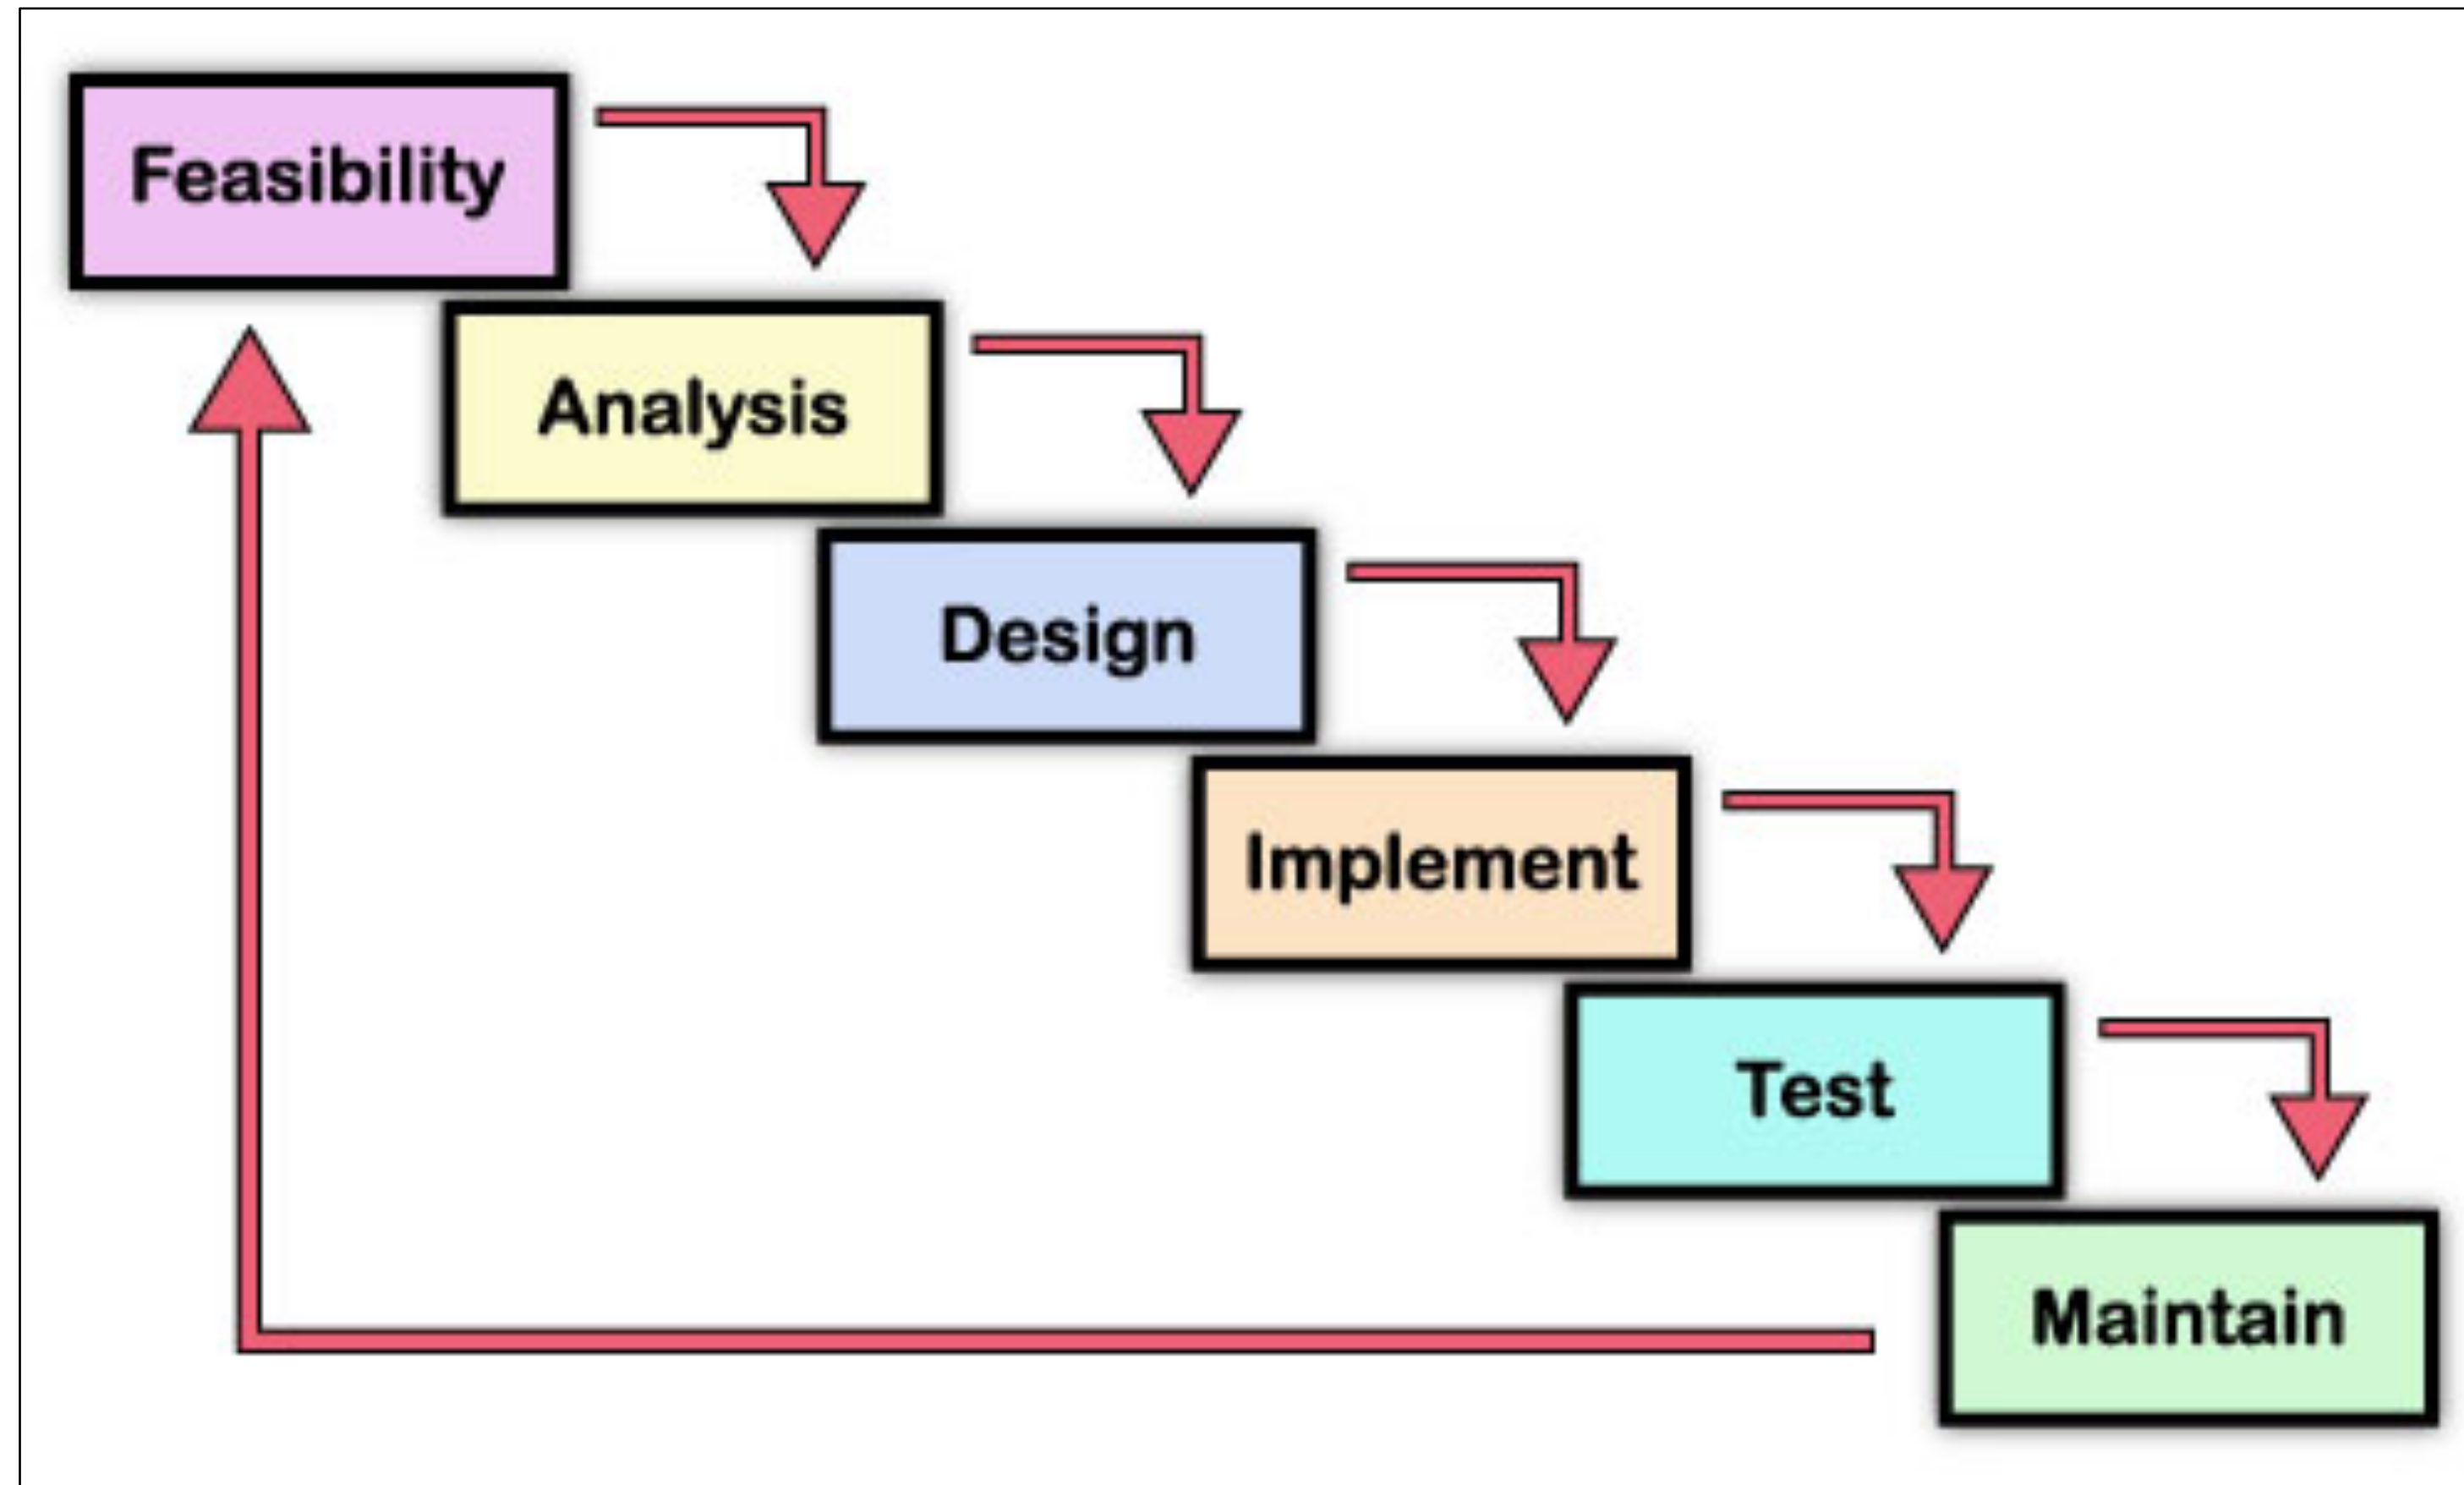 Feasibility
Analysis
Design
Implement
Test
Maintain